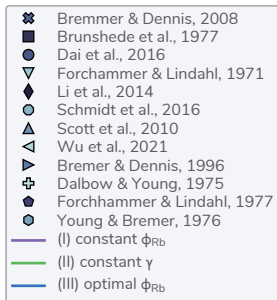 Bremmer & Dennis, 2008
Brunshede et al., 1977
Dai et al., 2016
Forchammer & Lindahl, 1971
Li et al., 2014
Schmidt et al., 2016
Scott et al., 2010
Wu et al., 2021
Bremer & Dennis, 1996
Dalbow & Young, 1975
Forchhammer & Lindahl, 1977
Young & Bremer, 1976
(I) constant ϕRb
(II) constant γ
(III) optimal ϕRb